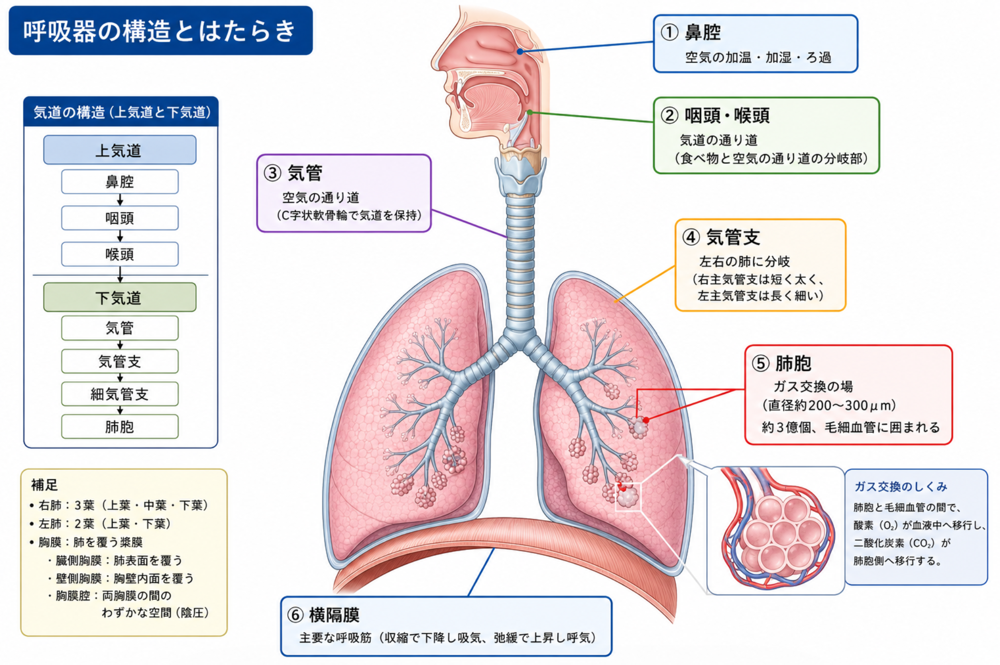 呼吸器の構造とはたらき
気道の構造（上気道と下気道）
上気道
鼻腔
咽頭
喉頭
下気道
気管
気管支
細気管支
肺胞
補足
• 右肺：3葉（上葉・中葉・下葉）
• 左肺：2葉（上葉・下葉）
• 胸膜：肺を覆う漿膜
・臓側胸膜：肺表面を覆う
・壁側胸膜：胸壁内面を覆う
・胸膜腔：両胸膜の間の
わずかな空間（陰圧）
① 鼻腔
空気の加温・加湿・ろ過
② 咽頭・喉頭
気道の通り道
（食べ物と空気の通り道の分岐部）
③ 気管
空気の通り道
（C字状軟骨輪で気道を保持）
④ 気管支
左右の肺に分岐
（右主気管支は短く太く、
左主気管支は長く細い）
⑤ 肺胞
ガス交換の場
（直径約200〜300μm）
約3億個、毛細血管に囲まれる
ガス交換のしくみ
肺胞と毛細血管の間で、
酸素（O₂）が血液中へ移行し、
二酸化炭素（CO₂）が
肺胞側へ移行する。
⑥ 横隔膜
主要な呼吸筋（収縮で下降し吸気、弛緩で上昇し呼気）